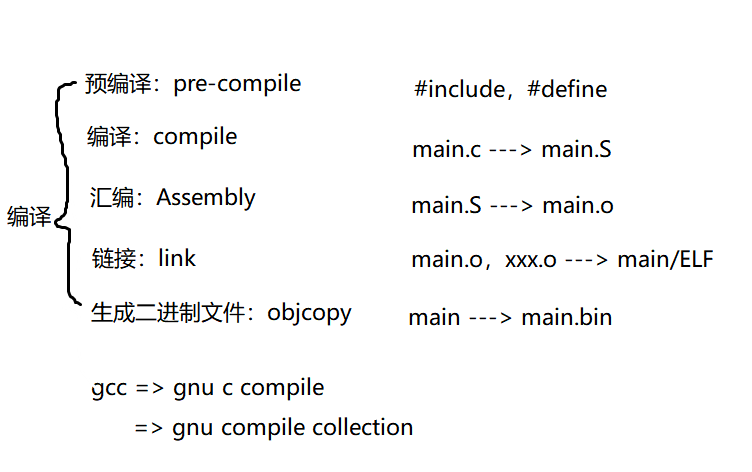 预编译：pre-compile #include，#define
编译：compile main.c ---> main.S
汇编：Assembly main.S ---> main.o
编译
链接：link main.o，xxx.o ---> main/ELF
生成二进制文件：objcopy main ---> main.bin
gcc => gnu c compile
=> gnu compile collection